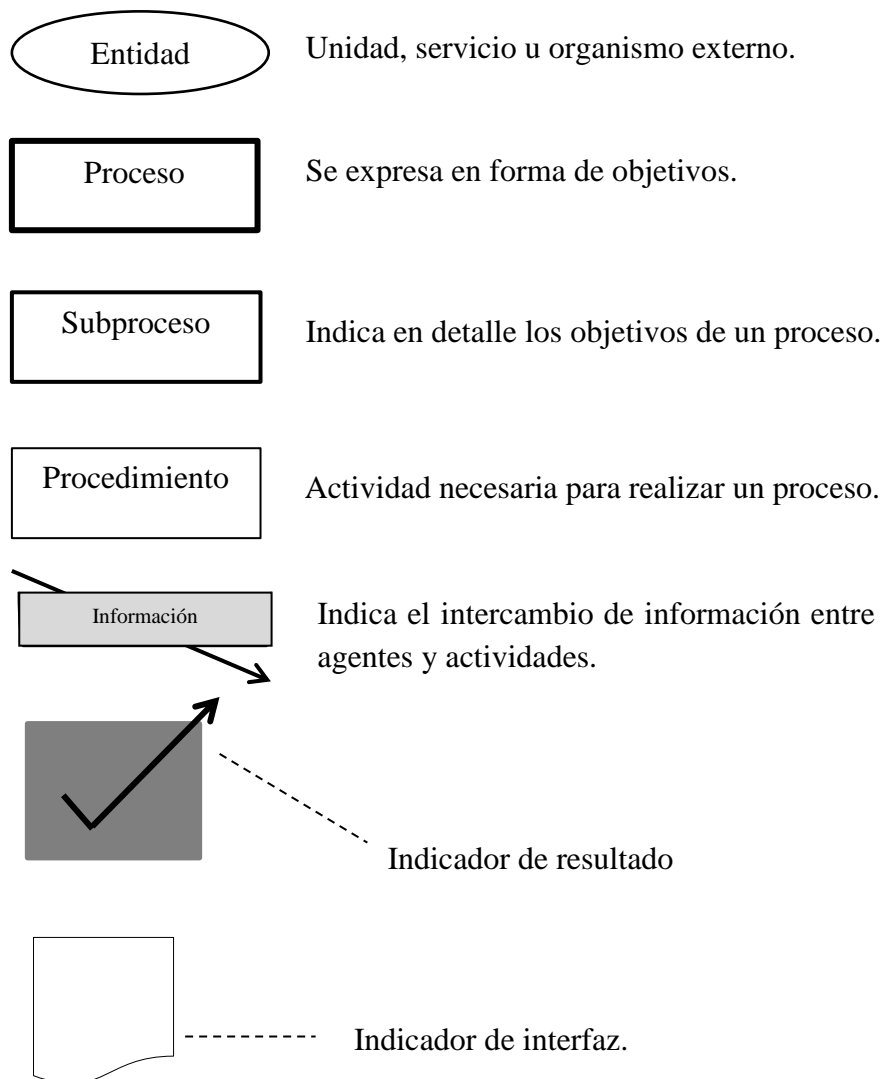 Entidad
Unidad, servicio u organismo externo.
Proceso
Se expresa en forma de objetivos.
Subproceso
Indica en detalle los objetivos de un proceso.
Procedimiento
Actividad necesaria para realizar un proceso.
Información
Indica el intercambio de información entre
agentes y actividades.
Indicador de resultado
Indicador de interfaz.